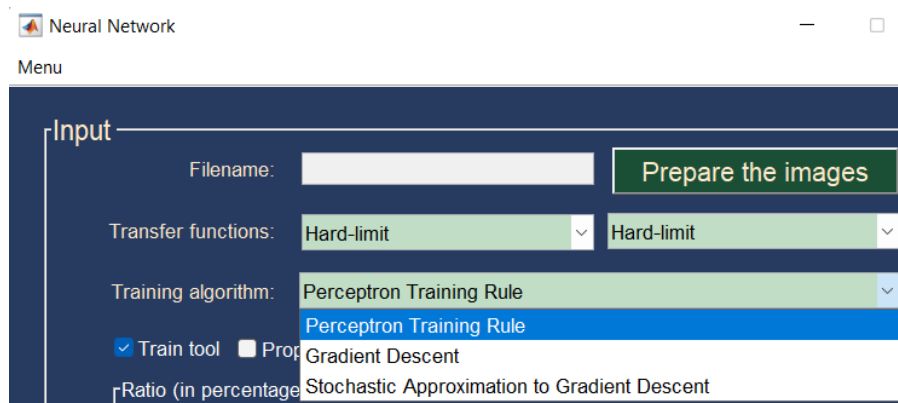 Neural Network
Menu
Input
Filename:
Prepare the images
Transfer functions: Hard-limit Hard-limit
Training algorithm: Perceptron Training Rule
Perceptron Training Rule
Train tool Prop
Gradient Descent
Ratio (in percentage
Stochastic Approximation to Gradient Descent